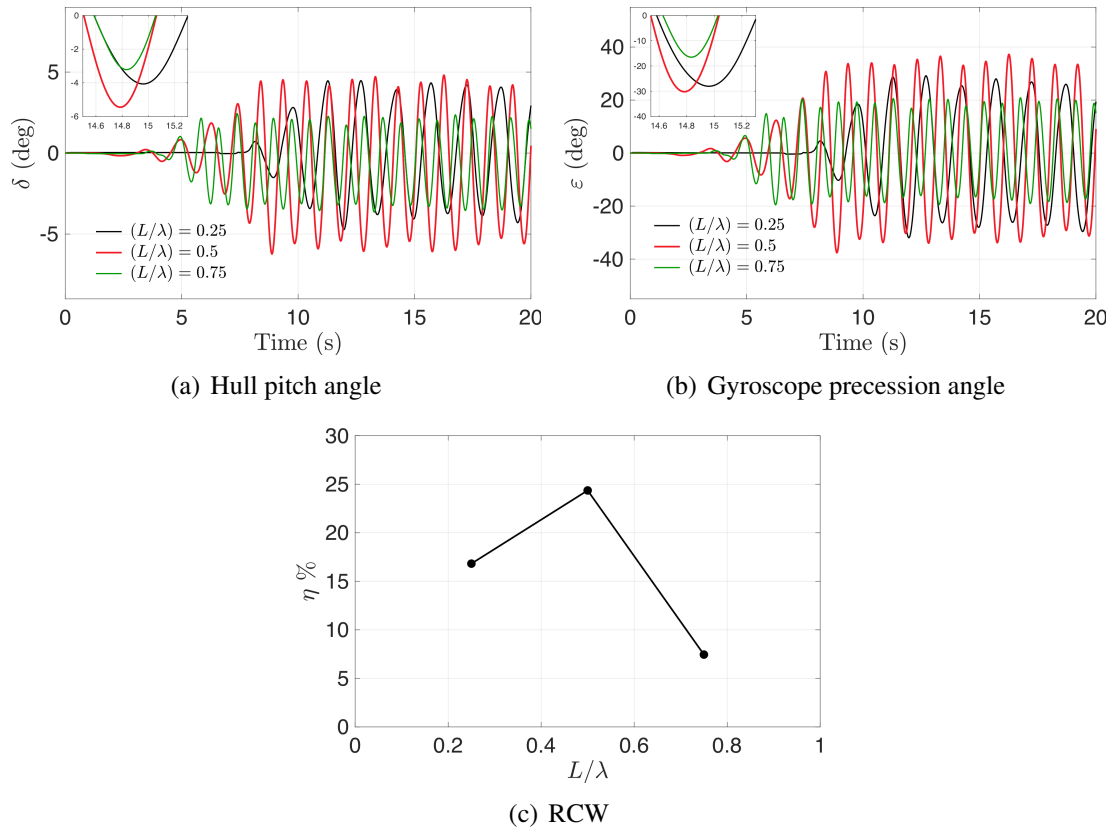 0
-2
-4
-6
14.6 14.8 15 15.2
5
0
-5
δ (deg)
(L/λ) = 0.25
(L/λ) = 0.5
(L/λ) = 0.75
0 5 10 15 20
Time (s)
(a) Hull pitch angle
0
-10
-20
-30
-40
14.6 14.8 15 15.2
40
20
0
-20
-40
ε (deg)
(L/λ) = 0.25
(L/λ) = 0.5
(L/λ) = 0.75
0 5 10 15 20
Time (s)
(b) Gyroscope precession angle
30
25
20
15
10
5
0
η %
0 0.2 0.4 0.6 0.8 1
L/λ
(c) RCW